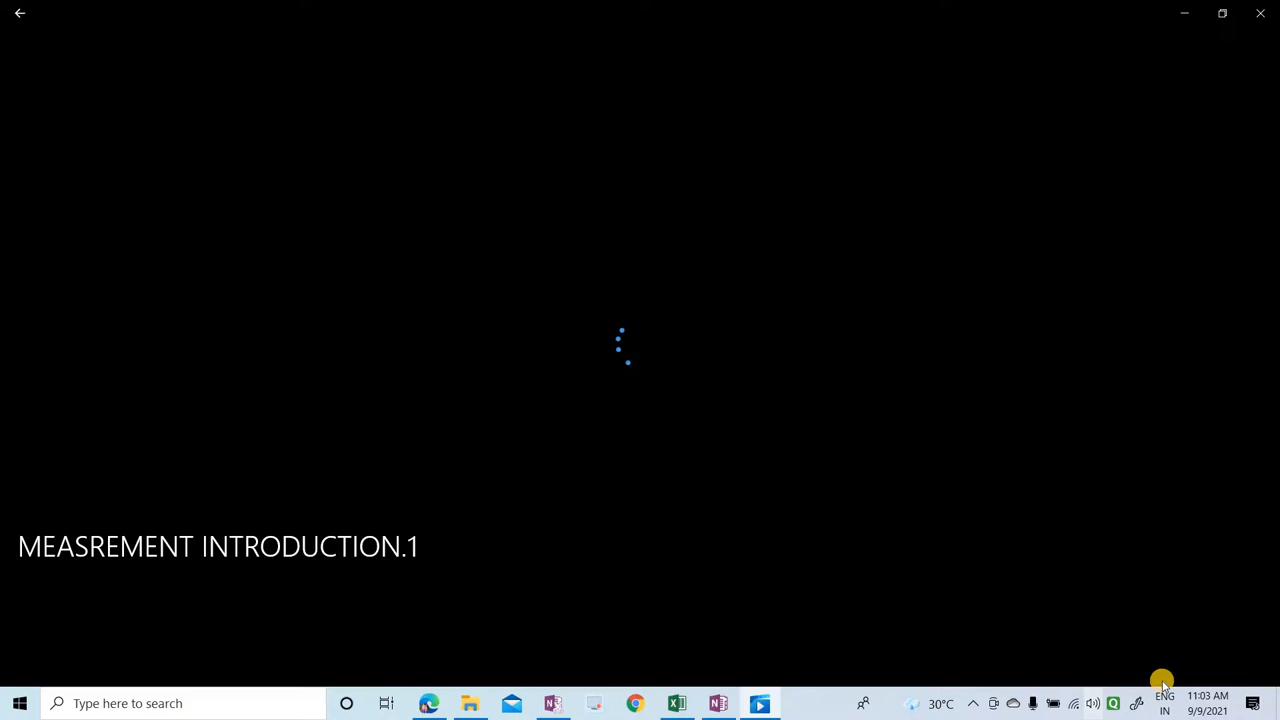 MEASREMENT INTRODUCTION.1
Type here to search
30°C
ENG
IN
11:03 AM
9/9/2021